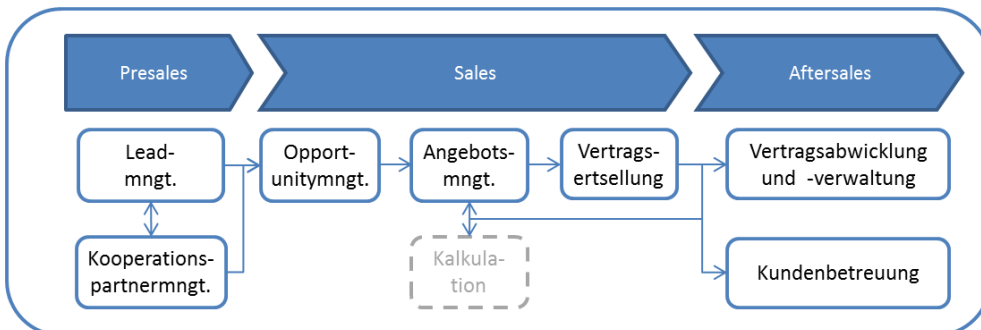 Presales
Sales
Aftersales
Lead-
mngt.
Opport-
unitymngt.
Angebots-
mngt.
Vertrags-
ertsellung
Vertragsabwicklung
und -verwaltung
Kooperations-
partnermngt.
Kalkula-
tion
Kundenbetreuung